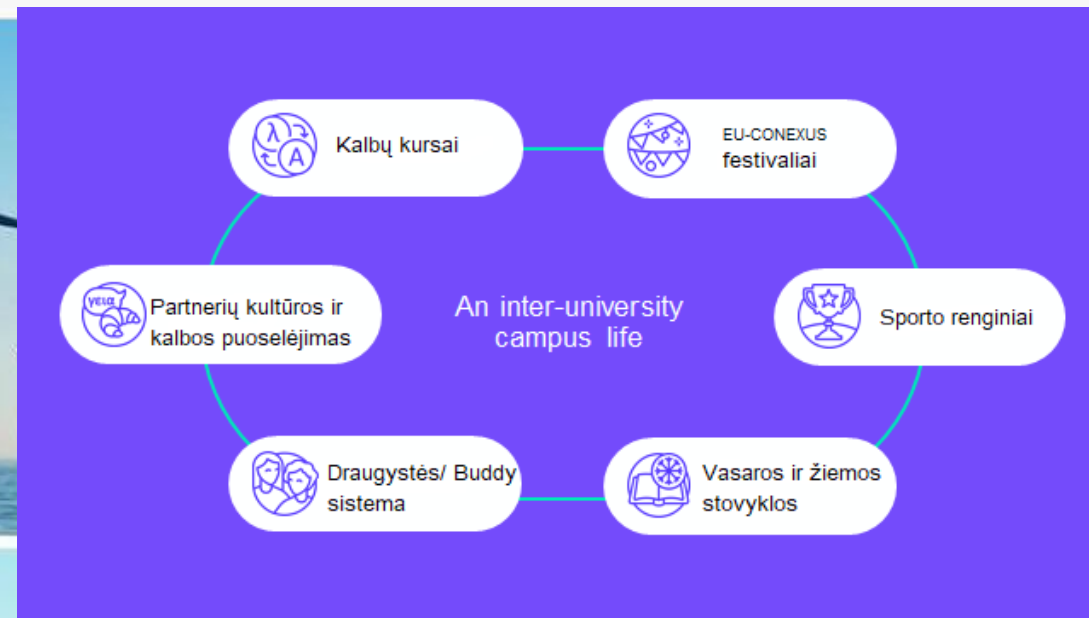 Kalbų kursai
EU-CONEXUS
festivaliai
γεια
Partnerių kultūros ir
kalbos puoselėjimas
An inter-university
campus life
Sporto renginiai
Draugystės/ Buddy
sistema
Vasaros ir žiemos
stovyklos
λ
A